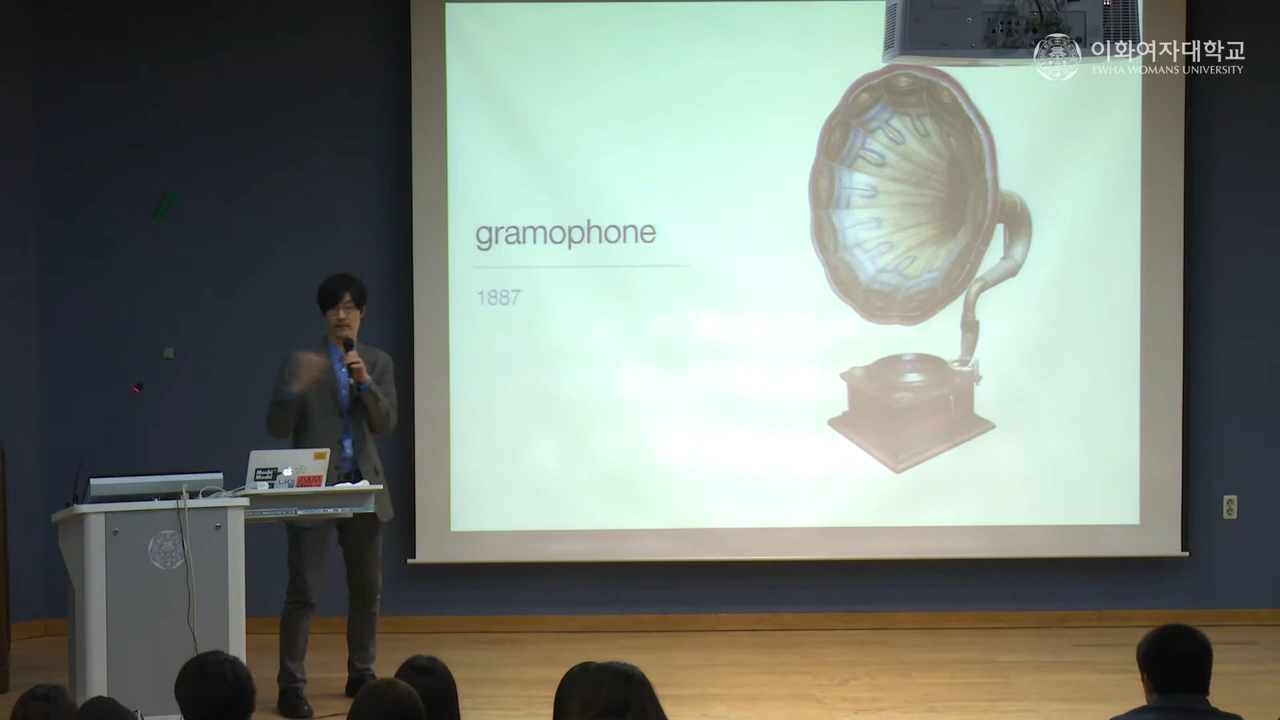 이화여자대학교
EWHA WOMANS UNIVERSITY
gramophone
1887